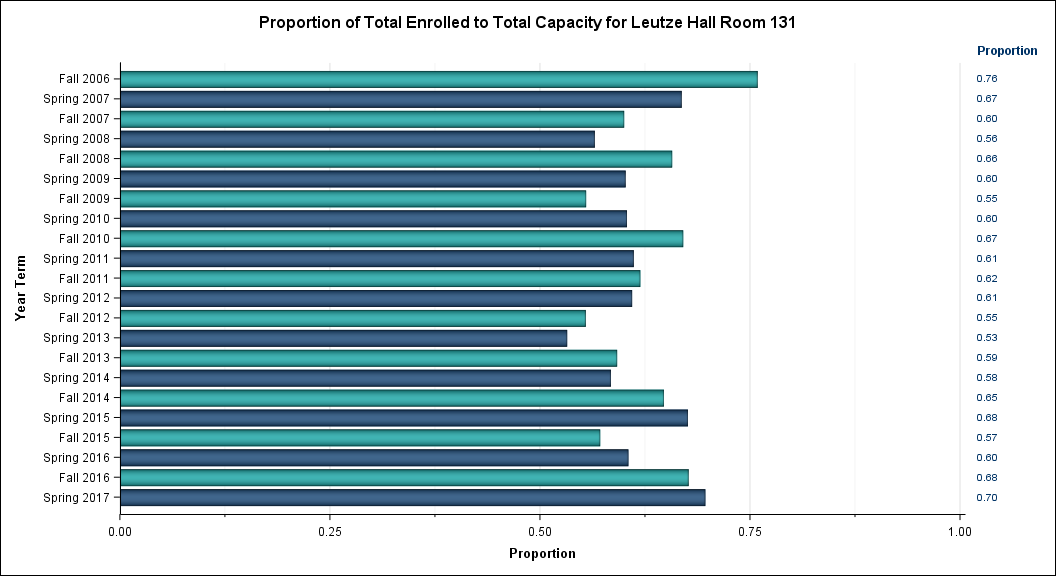 Proportion of Total Enrolled to Total Capacity for Leutze Hall Room 131
Proportion
Fall 2006 0.76
Spring 2007 0.67
Fall 2007 0.60
Spring 2008 0.56
Fall 2008 0.66
Spring 2009 0.60
Fall 2009 0.55
Spring 2010 0.60
Fall 2010 0.67
Spring 2011 0.61
Fall 2011 0.62
Spring 2012 0.61
Fall 2012 0.55
Spring 2013 0.53
Fall 2013 0.59
Spring 2014 0.58
Fall 2014 0.65
Spring 2015 0.68
Fall 2015 0.57
Spring 2016 0.60
Fall 2016 0.68
Spring 2017 0.70
Year Term
0.00 0.25 0.50 0.75 1.00
Proportion